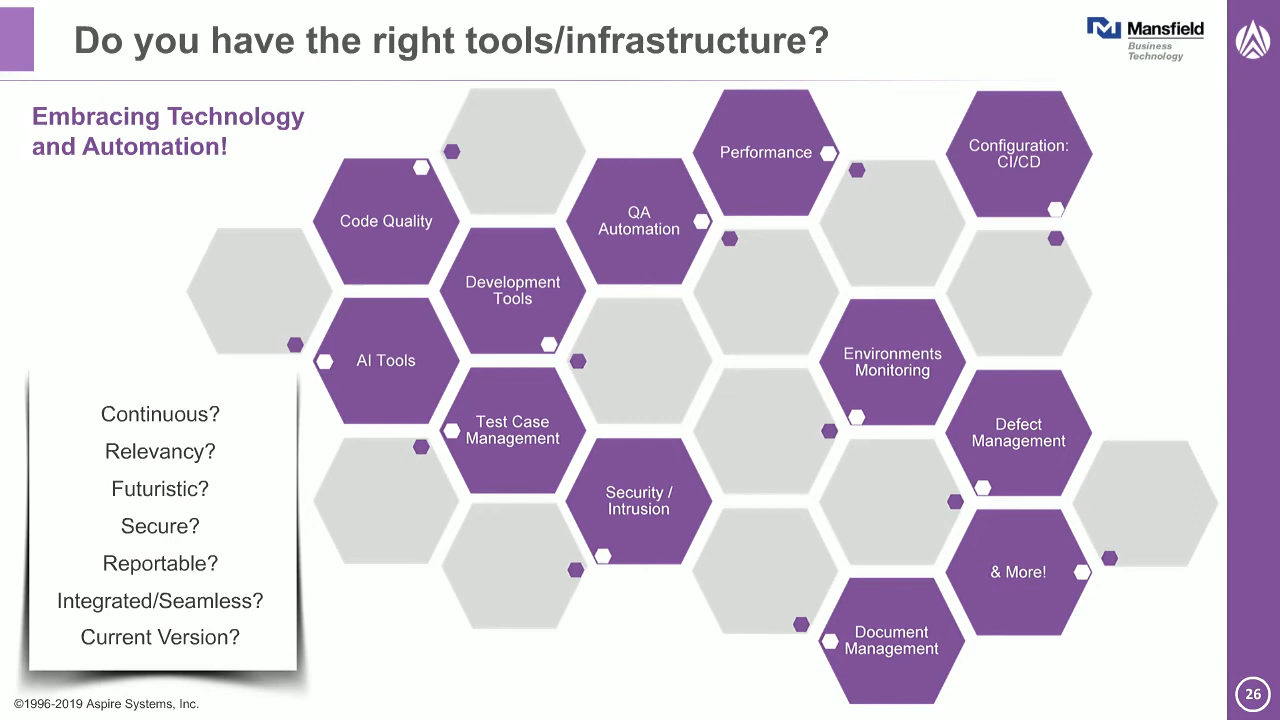 Do you have the right tools/infrastructure?
Mansfield
Business
Technology
Embracing Technology
and Automation!
Performance
Configuration:
CI/CD
Code Quality
QA
Automation
Development
Tools
AI Tools
Environments
Monitoring
Test Case
Management
Defect
Management
Security /
Intrusion
& More!
Document
Management
Continuous?
Relevancy?
Futuristic?
Secure?
Reportable?
Integrated/Seamless?
Current Version?
©1996-2019 Aspire Systems, Inc.
26